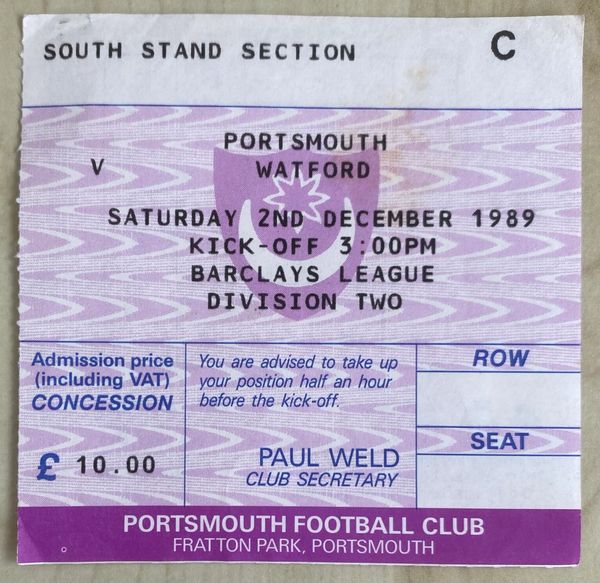 SOUTH STAND SECTION C
PORTSMOUTH
V WATFORD
SATURDAY 2ND DECEMBER 1989
KICK-OFF 3:00PM
BARCLAYS LEAGUE
DIVISION TWO
Admission price
(including VAT)
CONCESSION
£ 10.00
You are advised to take up
your position half an hour
before the kick-off.
PAUL WELD
CLUB SECRETARY
ROW
SEAT
PORTSMOUTH FOOTBALL CLUB
FRATTON PARK, PORTSMOUTH